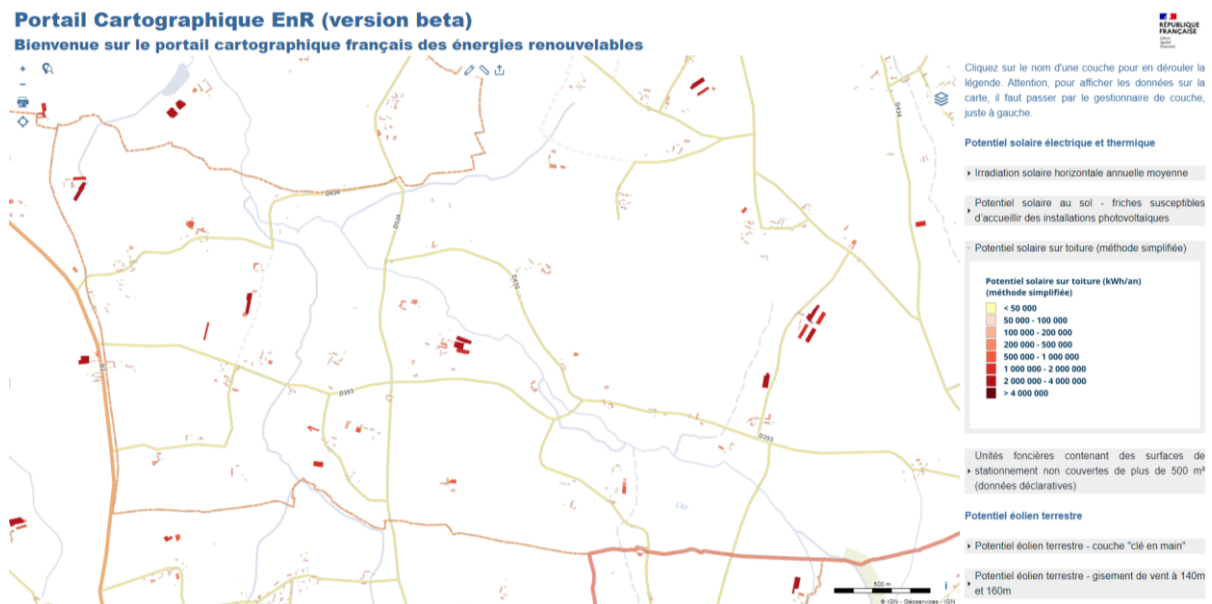 Portail Cartographique EnR (version beta)
Bienvenue sur le portail cartographique français des énergies renouvelables
RÉPUBLIQUE
FRANÇAISE
Liberté
Égalité
Fraternité
Cliquez sur le nom d'une couche pour en dérouler la
légende. Attention, pour afficher les données sur la
carte, il faut passer par le gestionnaire de couche,
juste à gauche.
Potentiel solaire électrique et thermique
Irradiation solaire horizontale annuelle moyenne
Potentiel solaire au sol - friches susceptibles
d'accueillir des installations photovoltaïques
Potentiel solaire sur toiture (méthode simplifiée)
Potentiel solaire sur toiture (kWh/an)
(méthode simplifiée)
< 50 000
50 000 - 100 000
100 000 - 200 000
200 000 - 500 000
500 000 - 1 000 000
1 000 000 - 2 000 000
2 000 000 - 4 000 000
> 4 000 000
Unités foncières contenant des surfaces de
stationnement non couvertes de plus de 500 m²
(données déclaratives)
Potentiel éolien terrestre
Potentiel éolien terrestre - couche "clé en main"
Potentiel éolien terrestre - gisement de vent à 140m
et 160m
D434
D436
D534
D436
D393
D393
500 m
© IGN - Géoservices - IGN